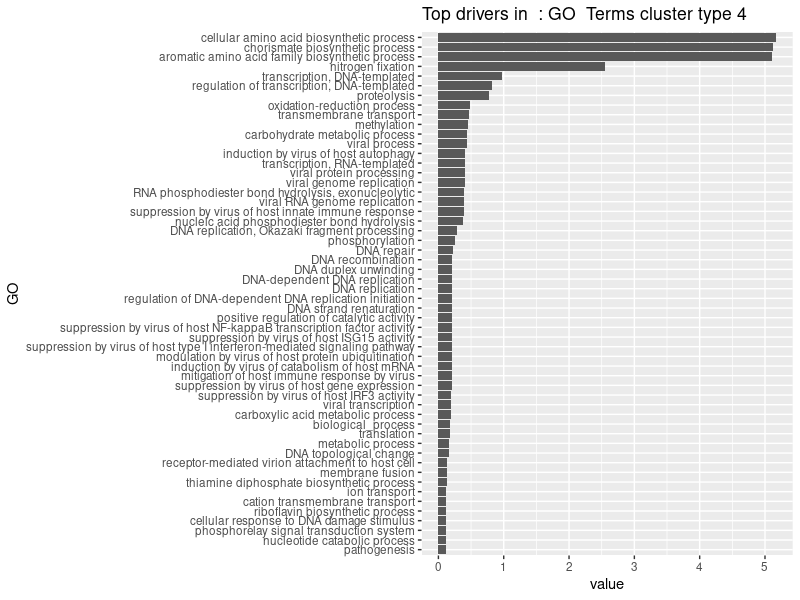 Top drivers in  : GO  Terms cluster type 4
cellular amino acid biosynthetic process
chorismate biosynthetic process
aromatic amino acid family biosynthetic process
nitrogen fixation
transcription, DNA-templated
regulation of transcription, DNA-templated
proteolysis
oxidation-reduction process
transmembrane transport
methylation
carbohydrate metabolic process
viral process
induction by virus of host autophagy
transcription, RNA-templated
viral protein processing
viral genome replication
RNA phosphodiester bond hydrolysis, exonucleolytic
viral RNA genome replication
suppression by virus of host innate immune response
nucleic acid phosphodiester bond hydrolysis
DNA replication, Okazaki fragment processing
phosphorylation
DNA repair
DNA recombination
DNA duplex unwinding
DNA-dependent DNA replication
DNA replication
regulation of DNA-dependent DNA replication initiation
DNA strand renaturation
positive regulation of catalytic activity
suppression by virus of host NF-kappaB transcription factor activity
suppression by virus of host ISG15 activity
suppression by virus of host type I interferon-mediated signaling pathway
modulation by virus of host protein ubiquitination
induction by virus of catabolism of host mRNA
mitigation of host immune response by virus
suppression by virus of host gene expression
suppression by virus of host IRF3 activity
viral transcription
carboxylic acid metabolic process
biological_process
translation
metabolic process
DNA topological change
receptor-mediated virion attachment to host cell
membrane fusion
thiamine diphosphate biosynthetic process
ion transport
cation transmembrane transport
riboflavin biosynthetic process
cellular response to DNA damage stimulus
phosphorelay signal transduction system
nucleotide catabolic process
pathogenesis
GO
0 1 2 3 4 5
value